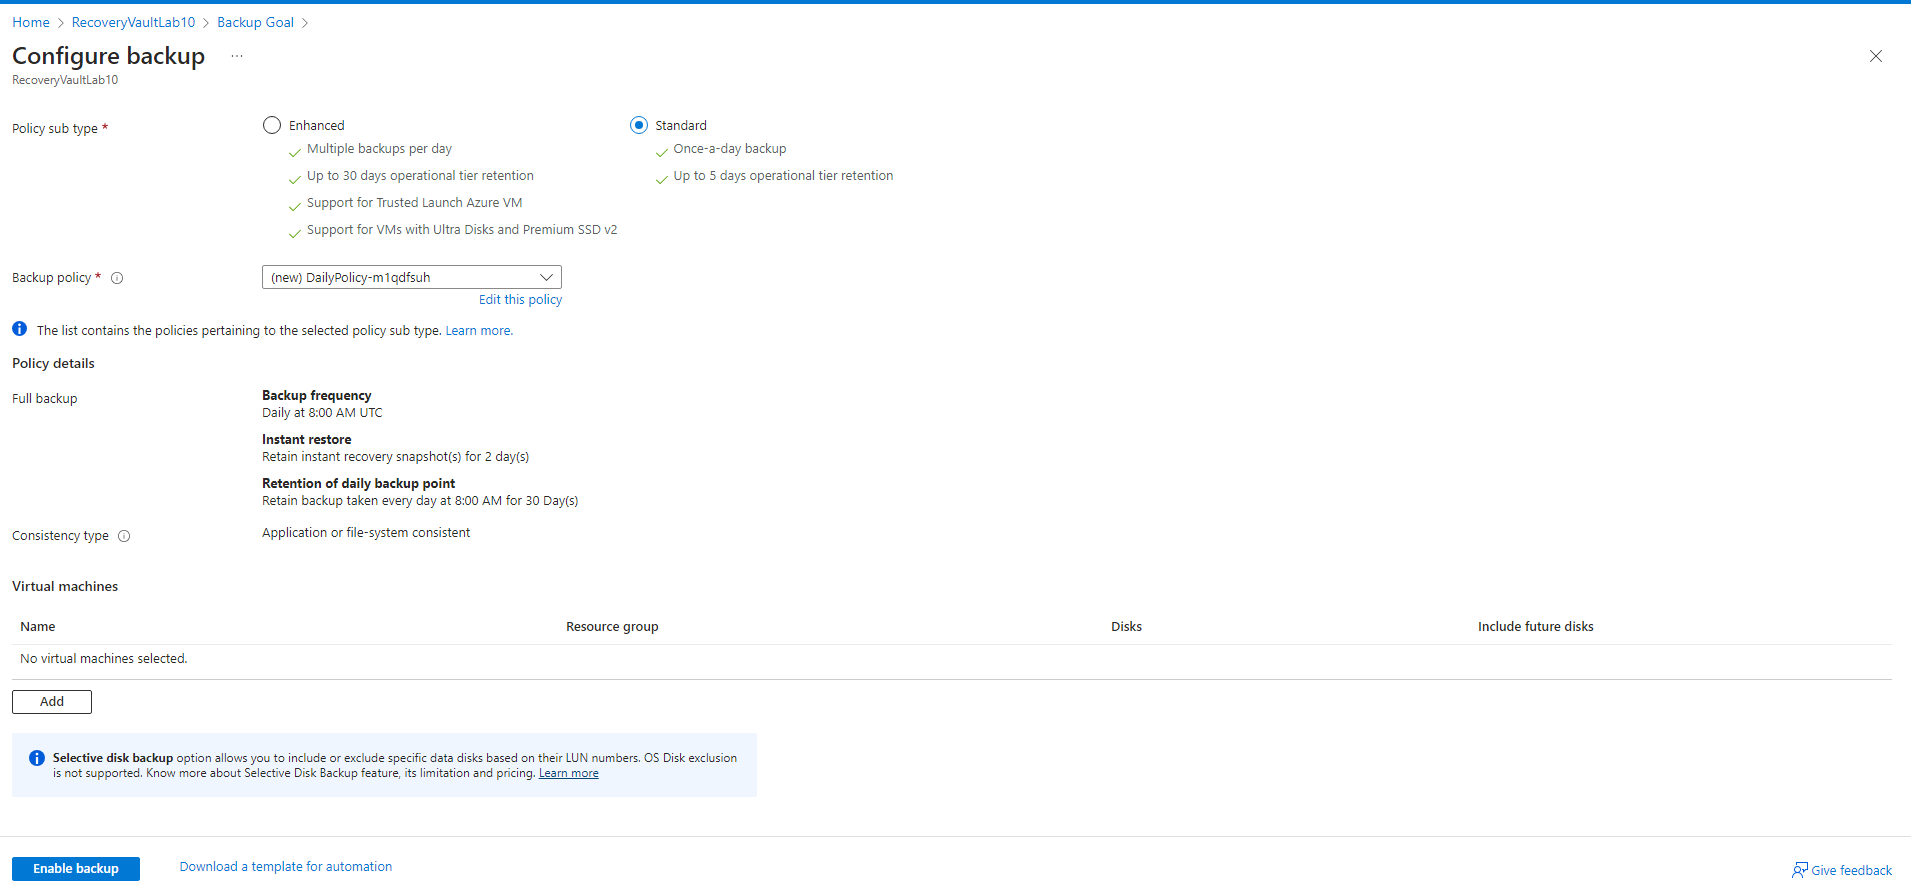 Home > RecoveryVaultLab10 > Backup Goal >
Configure backup ...
RecoveryVaultLab10
Policy sub type *
Enhanced
Multiple backups per day
Up to 30 days operational tier retention
Support for Trusted Launch Azure VM
Support for VMs with Ultra Disks and Premium SSD v2
Standard
Once-a-day backup
Up to 5 days operational tier retention
Backup policy *
(new) DailyPolicy-m1qdfsuh
Edit this policy
The list contains the policies pertaining to the selected policy sub type. Learn more.
Policy details
Full backup
Backup frequency
Daily at 8:00 AM UTC
Instant restore
Retain instant recovery snapshot(s) for 2 day(s)
Retention of daily backup point
Retain backup taken every day at 8:00 AM for 30 Day(s)
Consistency type
Application or file-system consistent
Virtual machines
Name Resource group Disks Include future disks
No virtual machines selected.
Add
Selective disk backup option allows you to include or exclude specific data disks based on their LUN numbers. OS Disk exclusion
is not supported. Know more about Selective Disk Backup feature, its limitation and pricing. Learn more
Enable backup
Download a template for automation
Give feedback